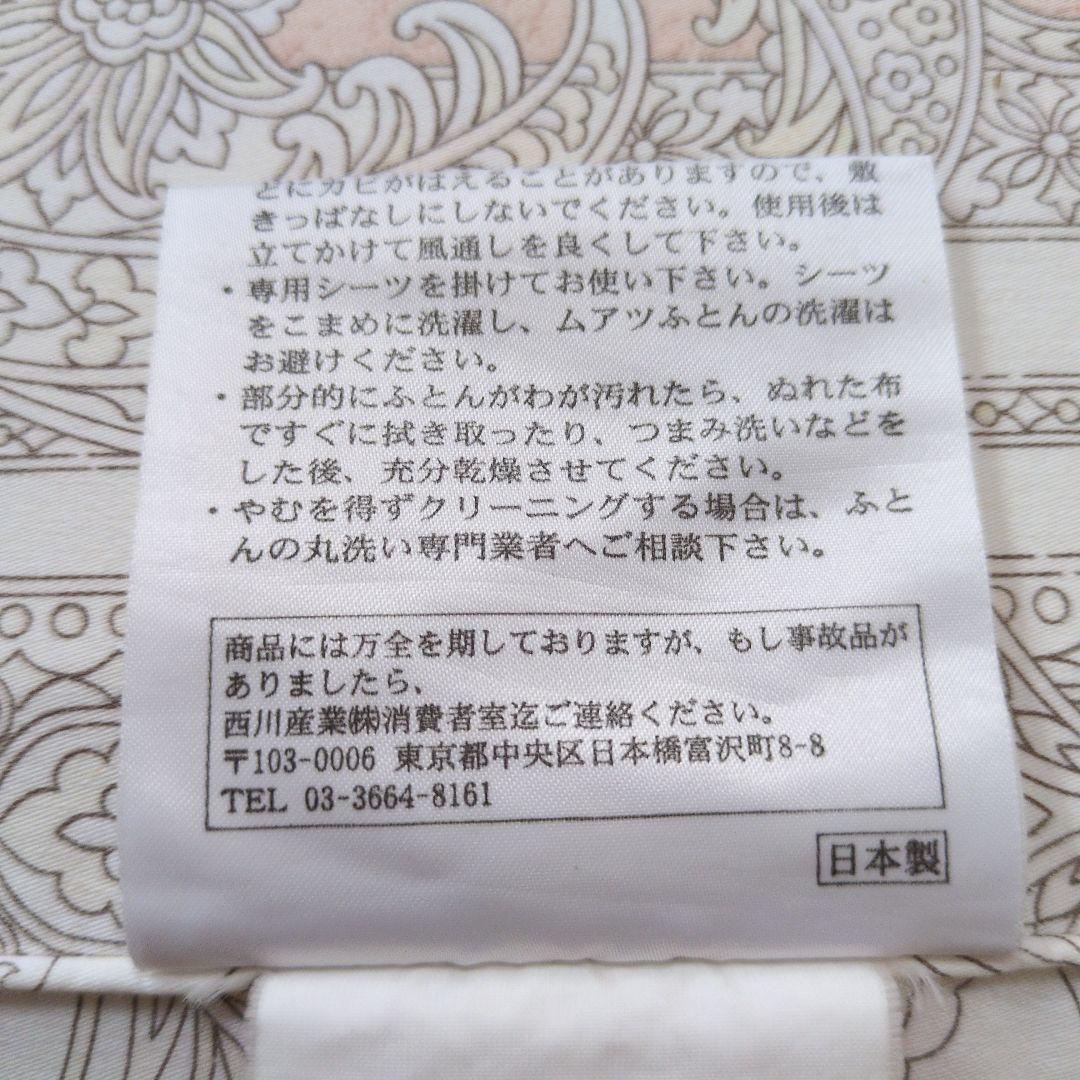 どにカビがはえることがありますので、敷
きっぱなしにしないでください。使用後は
立てかけて風通しを良くして下さい。
・専用シーツを掛けてお使い下さい。シーツ
をこまめに洗濯し、ムアツふとんの洗濯は
お避けください。
・部分的にふとんがわが汚れたら、ぬれた布
ですぐに拭き取ったり、つまみ洗いなどを
した後、充分乾燥させてください。
・やむを得ずクリーニングする場合は、ふと
んの丸洗い専門業者へご相談下さい。
商品には万全を期しておりますが、もし事故品が
ありましたら、
西川産業㈱消費者室迄ご連絡ください。
〒103-0006 東京都中央区日本橋富沢町8-8
TEL 03-3664-8161
日本製